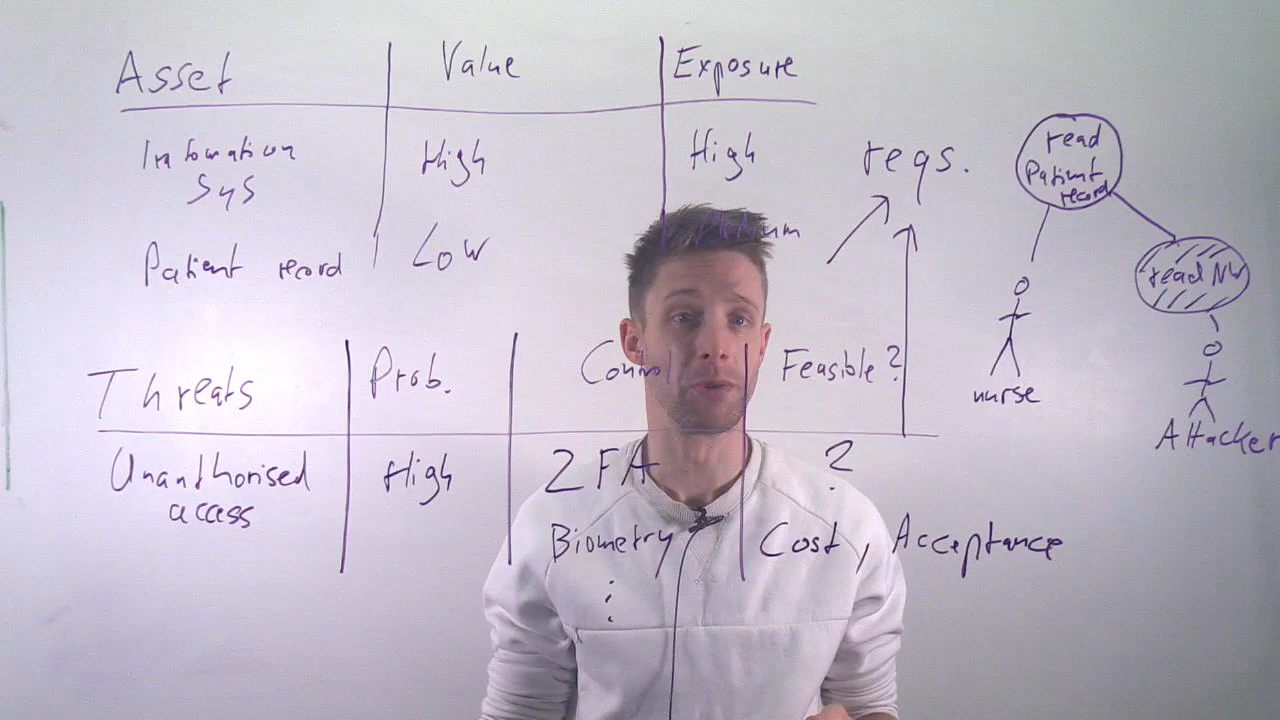 Asset Value Exposure
Information Sys High High
Patient record Low Medium
Threats Prob. Control Feasible?
Unauthorised access High 2FA ?
Biometry Cost, Acceptance
reqs.
read Patient record
read NW
nurse
Attacker